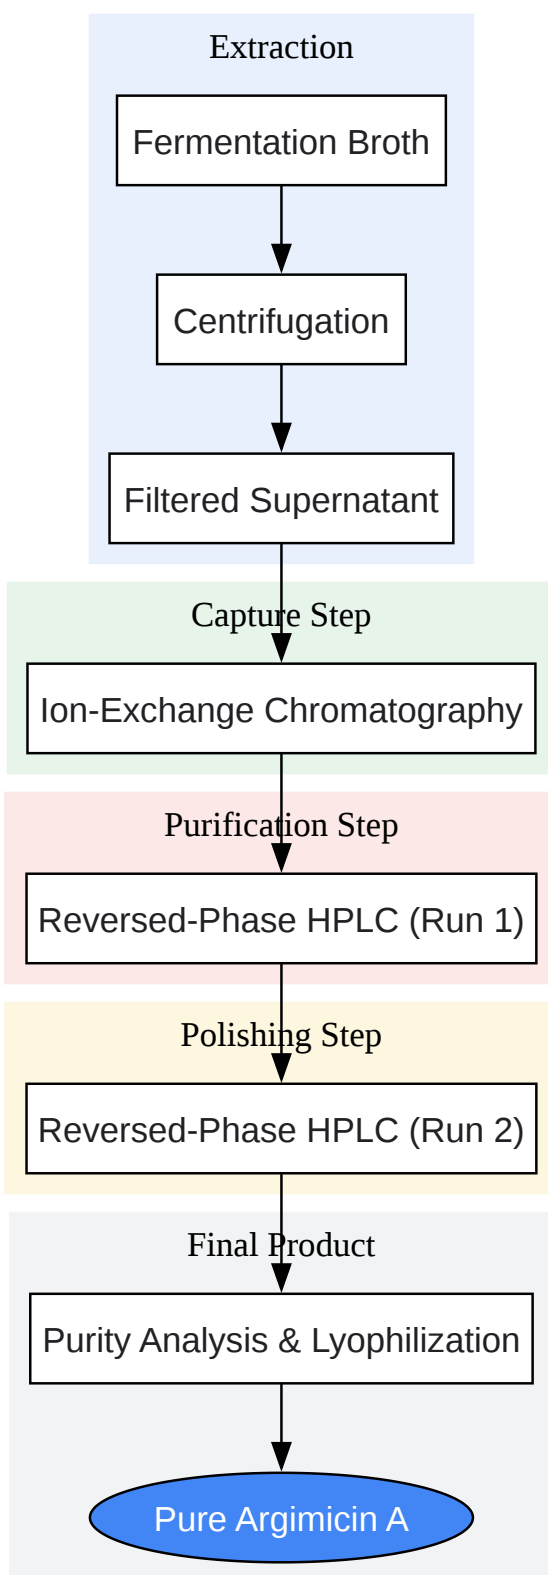 Extraction
Fermentation Broth
Centrifugation
Filtered Supernatant
Capture Step
Ion-Exchange Chromatography
Purification Step
Reversed-Phase HPLC (Run 1)
Polishing Step
Reversed-Phase HPLC (Run 2)
Final Product
Purity Analysis & Lyophilization
Pure Argimicin A